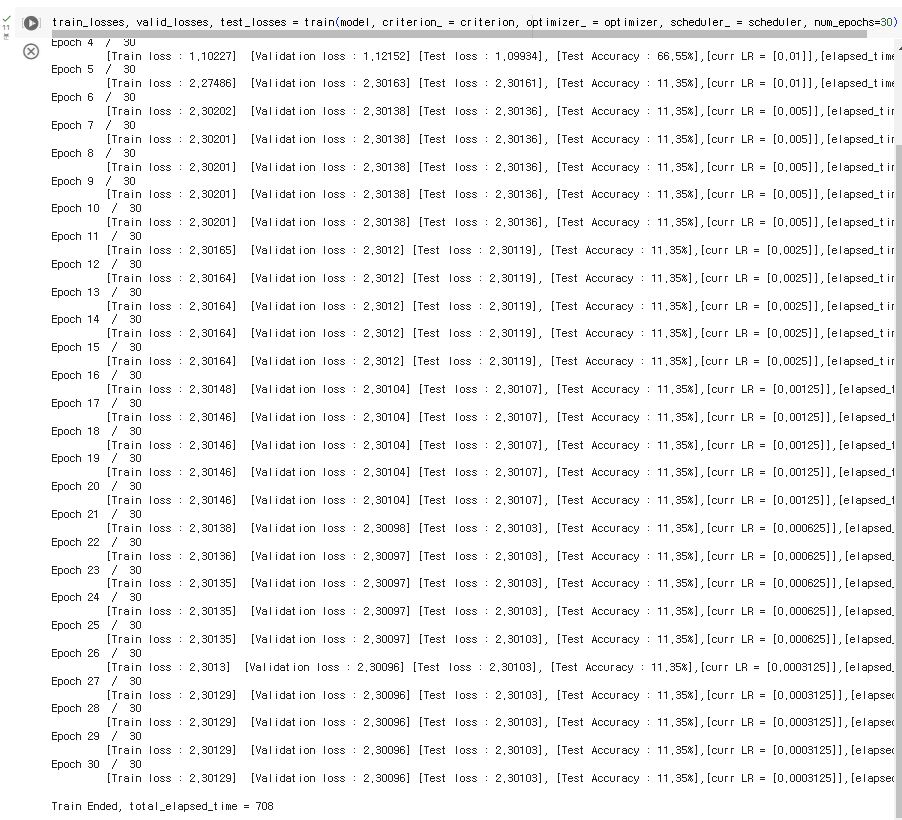 train_losses, valid_losses, test_losses = train(model, criterion_ = criterion, optimizer_ = optimizer, scheduler_ = scheduler, num_epochs=30)
11
분
Epoch 4 / 30
[Train loss : 1.10227] [Validation loss : 1.12152] [Test loss : 1.09934], [Test Accuracy : 66.55%],[curr LR = [0.01]],[elapsed_time
Epoch 5 / 30
[Train loss : 2.27486] [Validation loss : 2.30163] [Test loss : 2.30161], [Test Accuracy : 11.35%],[curr LR = [0.01]],[elapsed_time
Epoch 6 / 30
[Train loss : 2.30202] [Validation loss : 2.30138] [Test loss : 2.30136], [Test Accuracy : 11.35%],[curr LR = [0.005]],[elapsed_tim
Epoch 7 / 30
[Train loss : 2.30201] [Validation loss : 2.30138] [Test loss : 2.30136], [Test Accuracy : 11.35%],[curr LR = [0.005]],[elapsed_tim
Epoch 8 / 30
[Train loss : 2.30201] [Validation loss : 2.30138] [Test loss : 2.30136], [Test Accuracy : 11.35%],[curr LR = [0.005]],[elapsed_tim
Epoch 9 / 30
[Train loss : 2.30201] [Validation loss : 2.30138] [Test loss : 2.30136], [Test Accuracy : 11.35%],[curr LR = [0.005]],[elapsed_tim
Epoch 10 / 30
[Train loss : 2.30201] [Validation loss : 2.30138] [Test loss : 2.30136], [Test Accuracy : 11.35%],[curr LR = [0.005]],[elapsed_tim
Epoch 11 / 30
[Train loss : 2.30165] [Validation loss : 2.3012] [Test loss : 2.30119], [Test Accuracy : 11.35%],[curr LR = [0.0025]],[elapsed_tim
Epoch 12 / 30
[Train loss : 2.30164] [Validation loss : 2.3012] [Test loss : 2.30119], [Test Accuracy : 11.35%],[curr LR = [0.0025]],[elapsed_tim
Epoch 13 / 30
[Train loss : 2.30164] [Validation loss : 2.3012] [Test loss : 2.30119], [Test Accuracy : 11.35%],[curr LR = [0.0025]],[elapsed_tim
Epoch 14 / 30
[Train loss : 2.30164] [Validation loss : 2.3012] [Test loss : 2.30119], [Test Accuracy : 11.35%],[curr LR = [0.0025]],[elapsed_tim
Epoch 15 / 30
[Train loss : 2.30164] [Validation loss : 2.3012] [Test loss : 2.30119], [Test Accuracy : 11.35%],[curr LR = [0.0025]],[elapsed_tim
Epoch 16 / 30
[Train loss : 2.30148] [Validation loss : 2.30104] [Test loss : 2.30107], [Test Accuracy : 11.35%],[curr LR = [0.00125]],[elapsed_t
Epoch 17 / 30
[Train loss : 2.30146] [Validation loss : 2.30104] [Test loss : 2.30107], [Test Accuracy : 11.35%],[curr LR = [0.00125]],[elapsed_t
Epoch 18 / 30
[Train loss : 2.30146] [Validation loss : 2.30104] [Test loss : 2.30107], [Test Accuracy : 11.35%],[curr LR = [0.00125]],[elapsed_t
Epoch 19 / 30
[Train loss : 2.30146] [Validation loss : 2.30104] [Test loss : 2.30107], [Test Accuracy : 11.35%],[curr LR = [0.00125]],[elapsed_t
Epoch 20 / 30
[Train loss : 2.30146] [Validation loss : 2.30104] [Test loss : 2.30107], [Test Accuracy : 11.35%],[curr LR = [0.00125]],[elapsed_t
Epoch 21 / 30
[Train loss : 2.30138] [Validation loss : 2.30098] [Test loss : 2.30103], [Test Accuracy : 11.35%],[curr LR = [0.000625]],[elapsed_
Epoch 22 / 30
[Train loss : 2.30136] [Validation loss : 2.30097] [Test loss : 2.30103], [Test Accuracy : 11.35%],[curr LR = [0.000625]],[elapsed_
Epoch 23 / 30
[Train loss : 2.30135] [Validation loss : 2.30097] [Test loss : 2.30103], [Test Accuracy : 11.35%],[curr LR = [0.000625]],[elapsed_
Epoch 24 / 30
[Train loss : 2.30135] [Validation loss : 2.30097] [Test loss : 2.30103], [Test Accuracy : 11.35%],[curr LR = [0.000625]],[elapsed_
Epoch 25 / 30
[Train loss : 2.30135] [Validation loss : 2.30097] [Test loss : 2.30103], [Test Accuracy : 11.35%],[curr LR = [0.000625]],[elapsed_
Epoch 26 / 30
[Train loss : 2.3013] [Validation loss : 2.30096] [Test loss : 2.30103], [Test Accuracy : 11.35%],[curr LR = [0.0003125]],[elapsed_
Epoch 27 / 30
[Train loss : 2.30129] [Validation loss : 2.30096] [Test loss : 2.30103], [Test Accuracy : 11.35%],[curr LR = [0.0003125]],[elapsed
Epoch 28 / 30
[Train loss : 2.30129] [Validation loss : 2.30096] [Test loss : 2.30103], [Test Accuracy : 11.35%],[curr LR = [0.0003125]],[elapsed
Epoch 29 / 30
[Train loss : 2.30129] [Validation loss : 2.30096] [Test loss : 2.30103], [Test Accuracy : 11.35%],[curr LR = [0.0003125]],[elapsed
Epoch 30 / 30
[Train loss : 2.30129] [Validation loss : 2.30096] [Test loss : 2.30103], [Test Accuracy : 11.35%],[curr LR = [0.0003125]],[elapsed
Train Ended, total_elapsed_time = 708